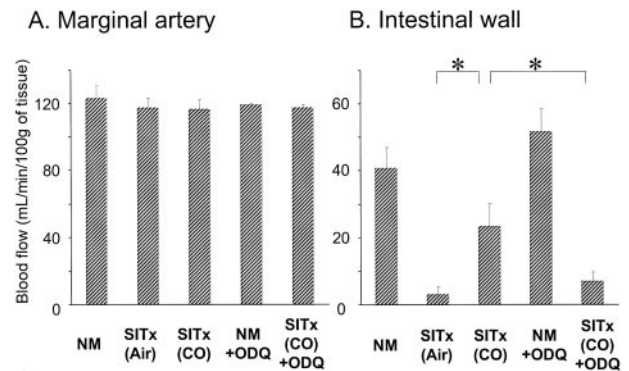 A. Marginal artery
B. Intestinal wall
Blood flow (mL/min/100g of tissue)
120
80
40
0
NM
SITx
(Air)
SITx
(CO)
NM
+ODQ
SITx
(CO)
+ODQ
60
40
20
0
*
*
NM
SITx
(Air)
SITx
(CO)
NM
+ODQ
SITx
(CO)
+ODQ